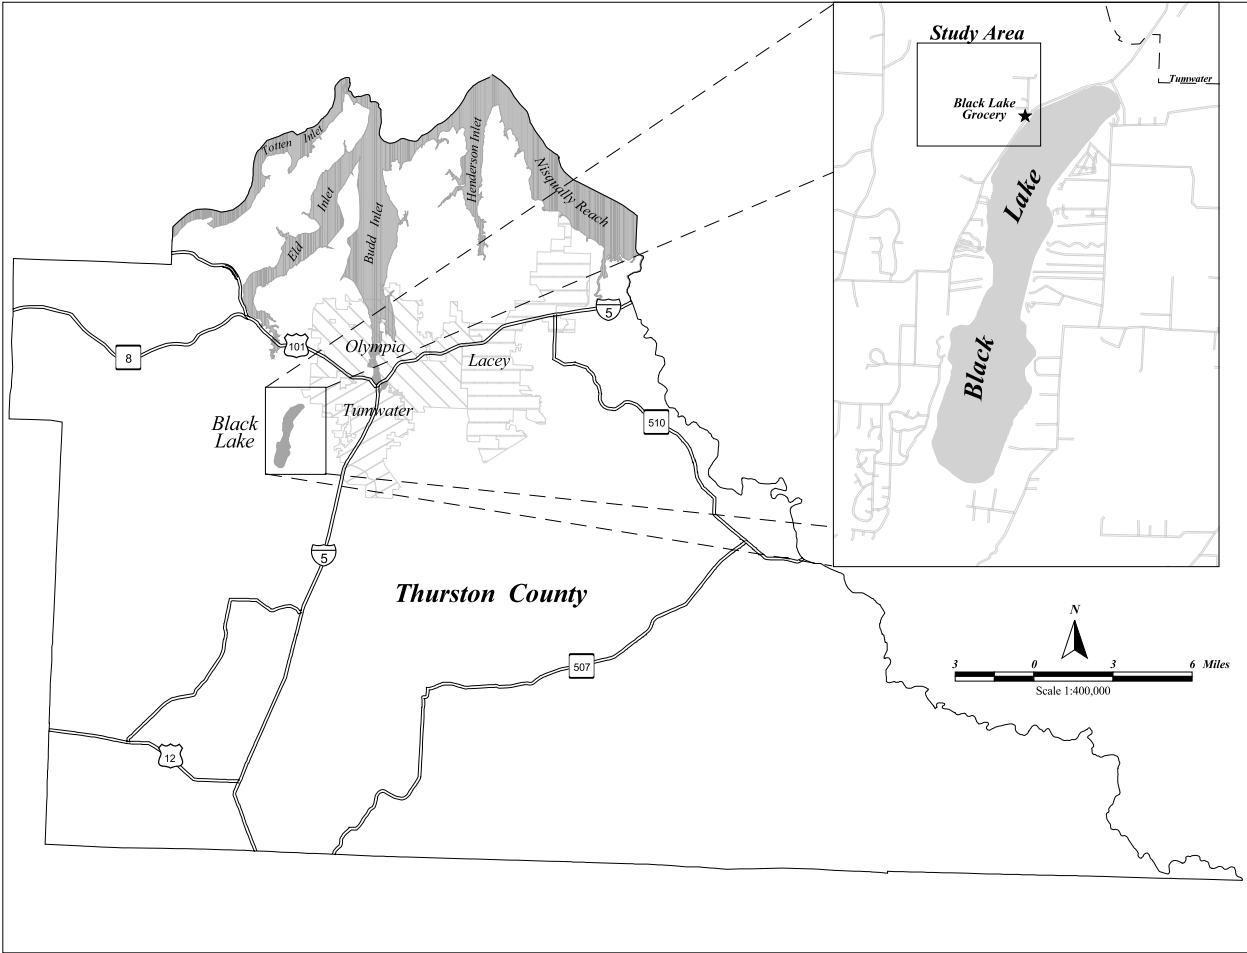 Study Area
Tumwater
Black Lake
Grocery
Lake
Black
Totten Inlet
Eld Inlet
Budd Inlet
Henderson Inlet
Nisqually Reach
5
101
8
Olympia
Lacey
Tumwater
Black
Lake
510
5
Thurston County
N
3 0 3 6 Miles
Scale 1:400,000
507
12